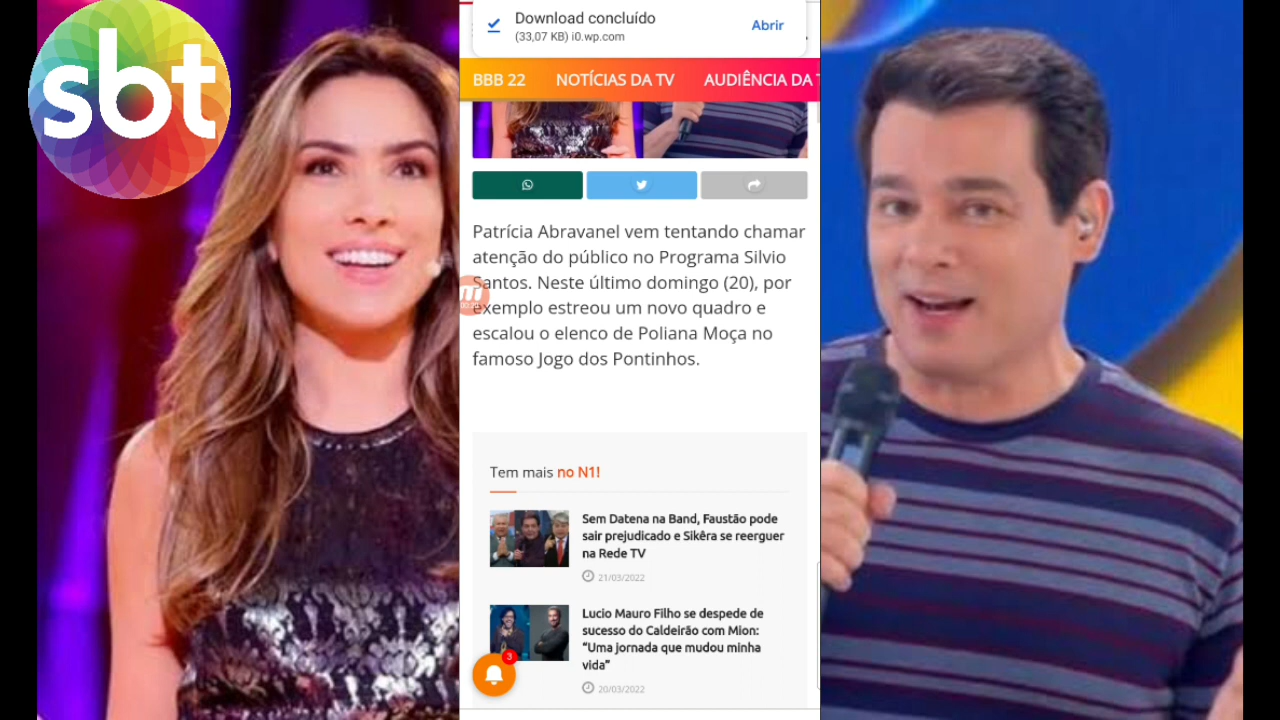 sbt
Download concluído
(33,07 KB) i0.wp.com
Abrir
BBB 22 NOTÍCIAS DA TV AUDIÊNCIA DA
Patrícia Abravanel vem tentando chamar
atenção do público no Programa Silvio
Santos. Neste último domingo (20), por
exemplo estreou um novo quadro e
escalou o elenco de Poliana Moça no
famoso Jogo dos Pontinhos.
Tem mais no N1!
Sem Datena na Band, Faustão pode
sair prejudicado e Sikêra se reerguer
na Rede TV
21/03/2022
Lucio Mauro Filho se despede de
sucesso do Caldeirão com Mion:
“Uma jornada que mudou minha
vida”
20/03/2022
3